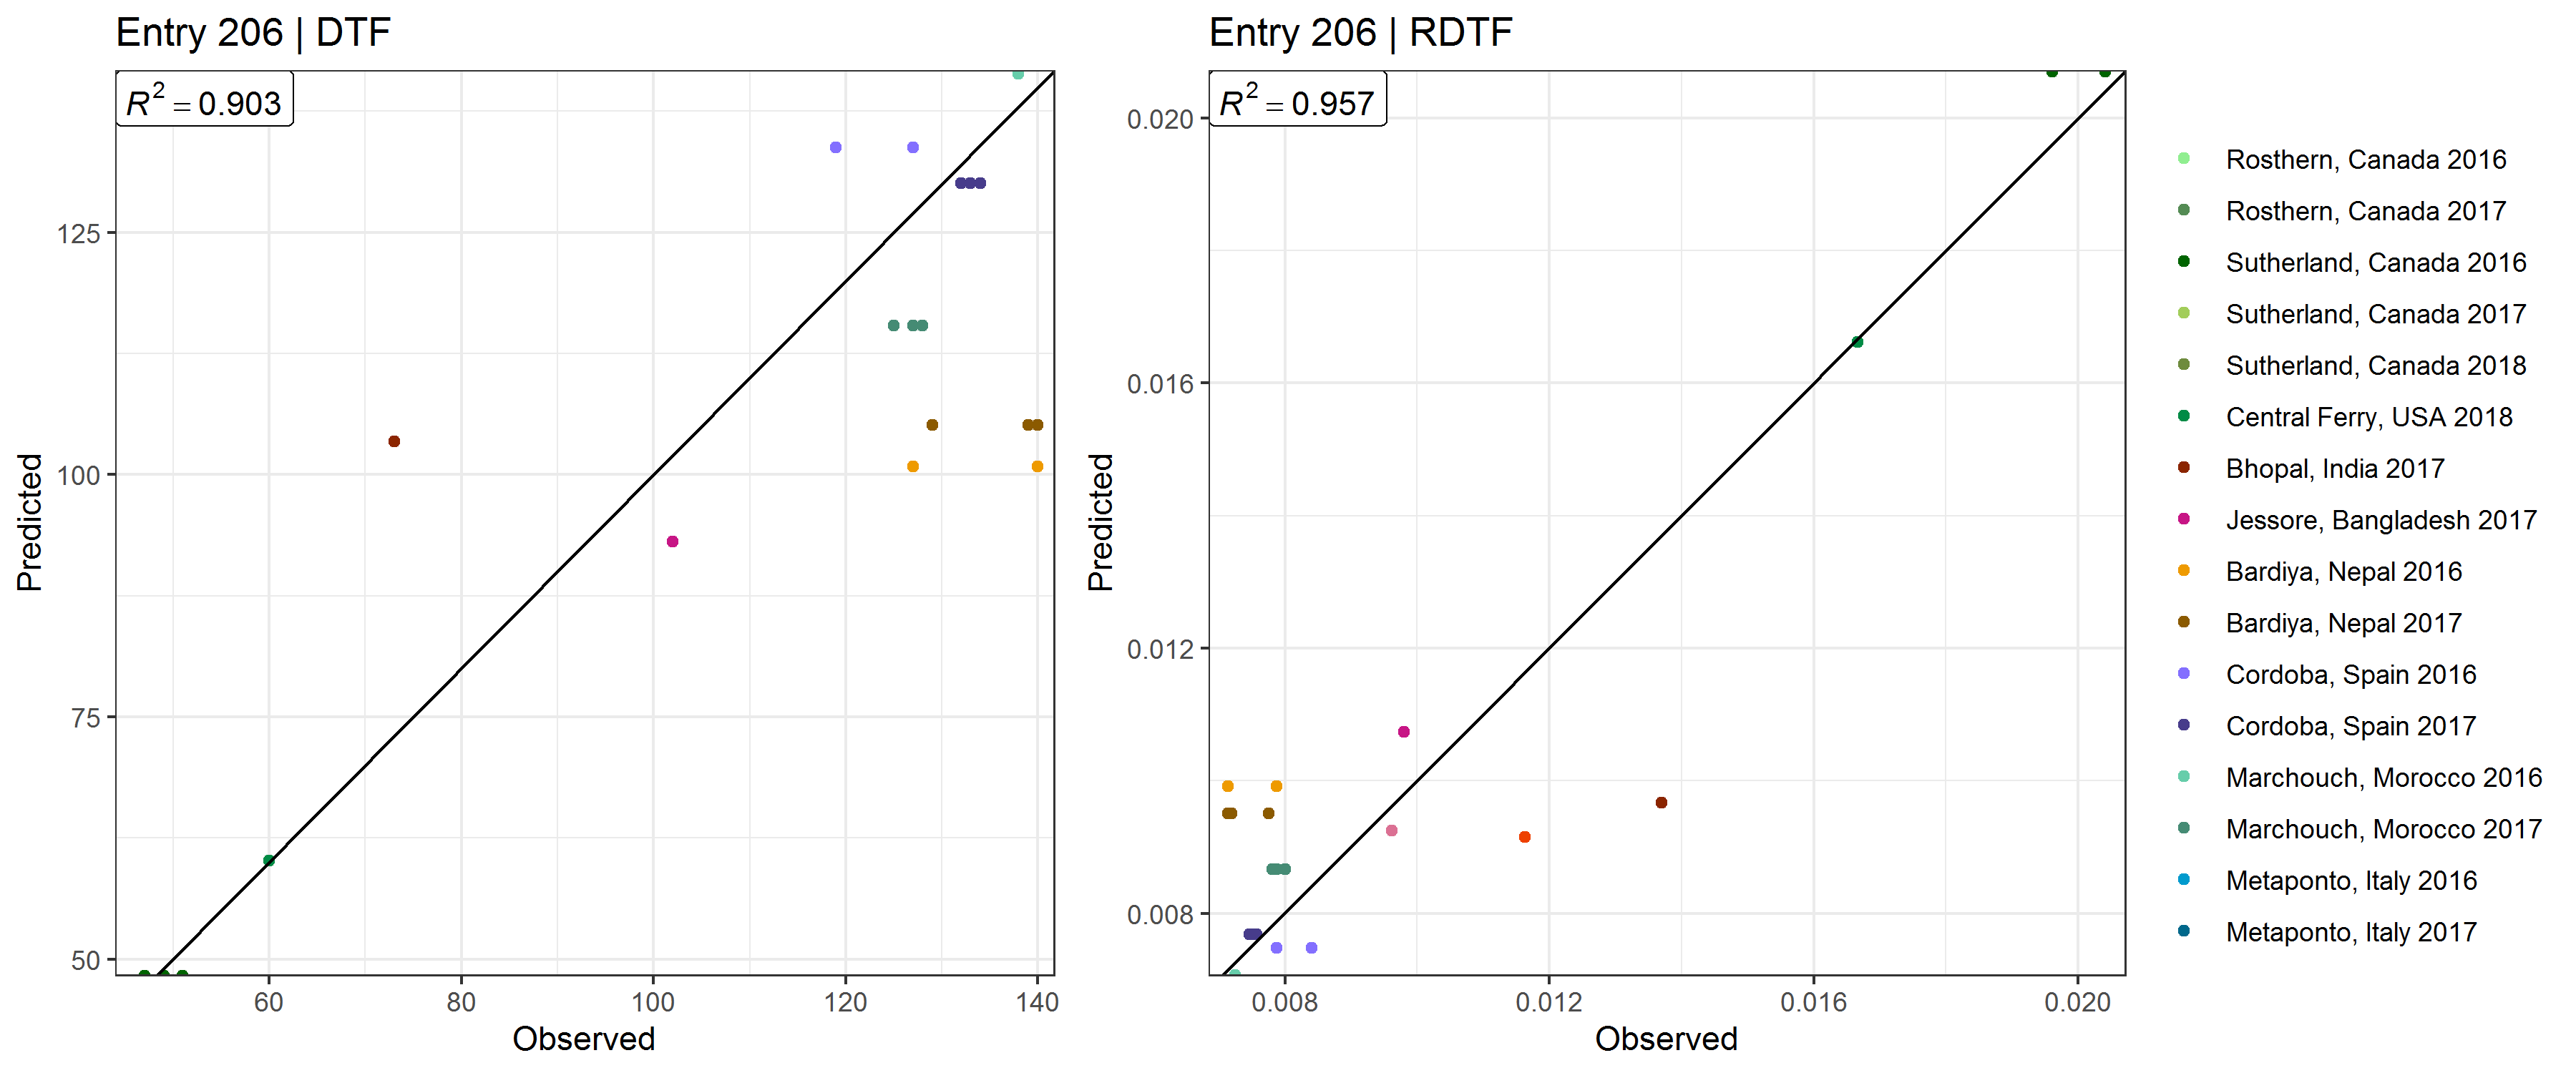 Entry 206 | DTF
R² = 0.903
125
100
75
50
Predicted
60 80 100 120 140
Observed
Entry 206 | RDTF
R² = 0.957
0.020
0.016
0.012
0.008
Predicted
0.008 0.012 0.016 0.020
Observed
Rosthern, Canada 2016
Rosthern, Canada 2017
Sutherland, Canada 2016
Sutherland, Canada 2017
Sutherland, Canada 2018
Central Ferry, USA 2018
Bhopal, India 2017
Jessore, Bangladesh 2017
Bardiya, Nepal 2016
Bardiya, Nepal 2017
Cordoba, Spain 2016
Cordoba, Spain 2017
Marchouch, Morocco 2016
Marchouch, Morocco 2017
Metaponto, Italy 2016
Metaponto, Italy 2017